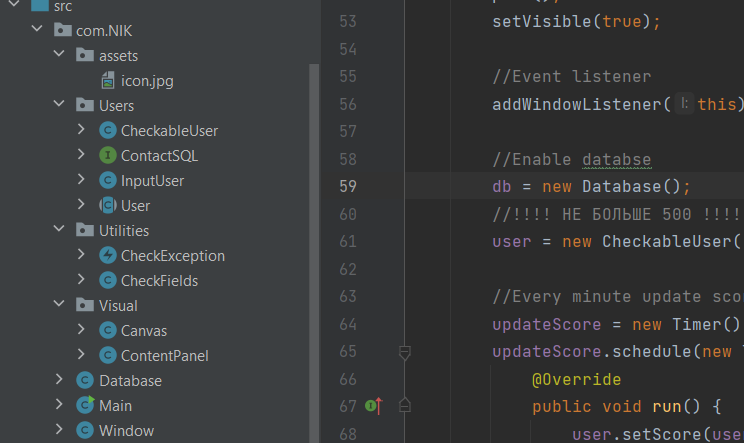 src
com.NIK
assets
icon.jpg
Users
CheckableUser
ContactSQL
InputUser
User
Utilities
CheckException
CheckFields
Visual
Canvas
ContentPanel
Database
Main
Window
53 setVisible(true);
54
55 //Event listener
56 addWindowListener( l: this)
57
58 //Enable databse
59 db = new Database();
60 //!!!! НЕ БОЛЬШЕ 500 !!!!
61 user = new CheckableUser(
62
63 //Every minute update sco
64 updateScore = new Timer()
65 updateScore.schedule(new
66 @Override
67 public void run() {
68 user.setScore(use